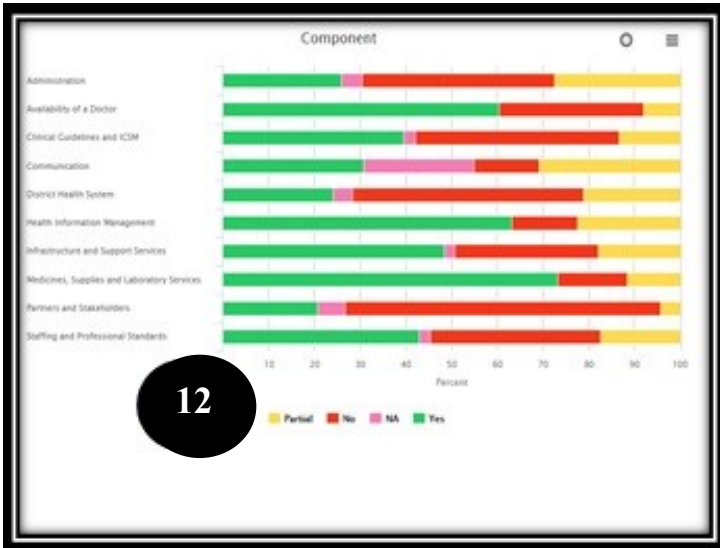 Component
Administration
Availability of a Doctor
Clinical Guidelines and ICSM
Communication
District Health System
Health Information Management
Infrastructure and Support Services
Medicines, Supplies and Laboratory Services
Partners and Stakeholders
Staffing and Professional Standards
10 20 30 40 50 60 70 80 90 100
Percent
12
Partial No NA Yes